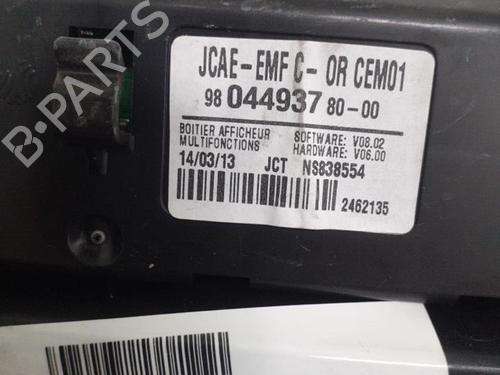 JCAE-EMF C- OR CEM01
98 044937 80-00
BOITIER AFFICHEUR SOFTWARE: V08.02
MULTIFONCTIONS HARDWARE: V06.00
14/03/13 JCT NS838554
2462135